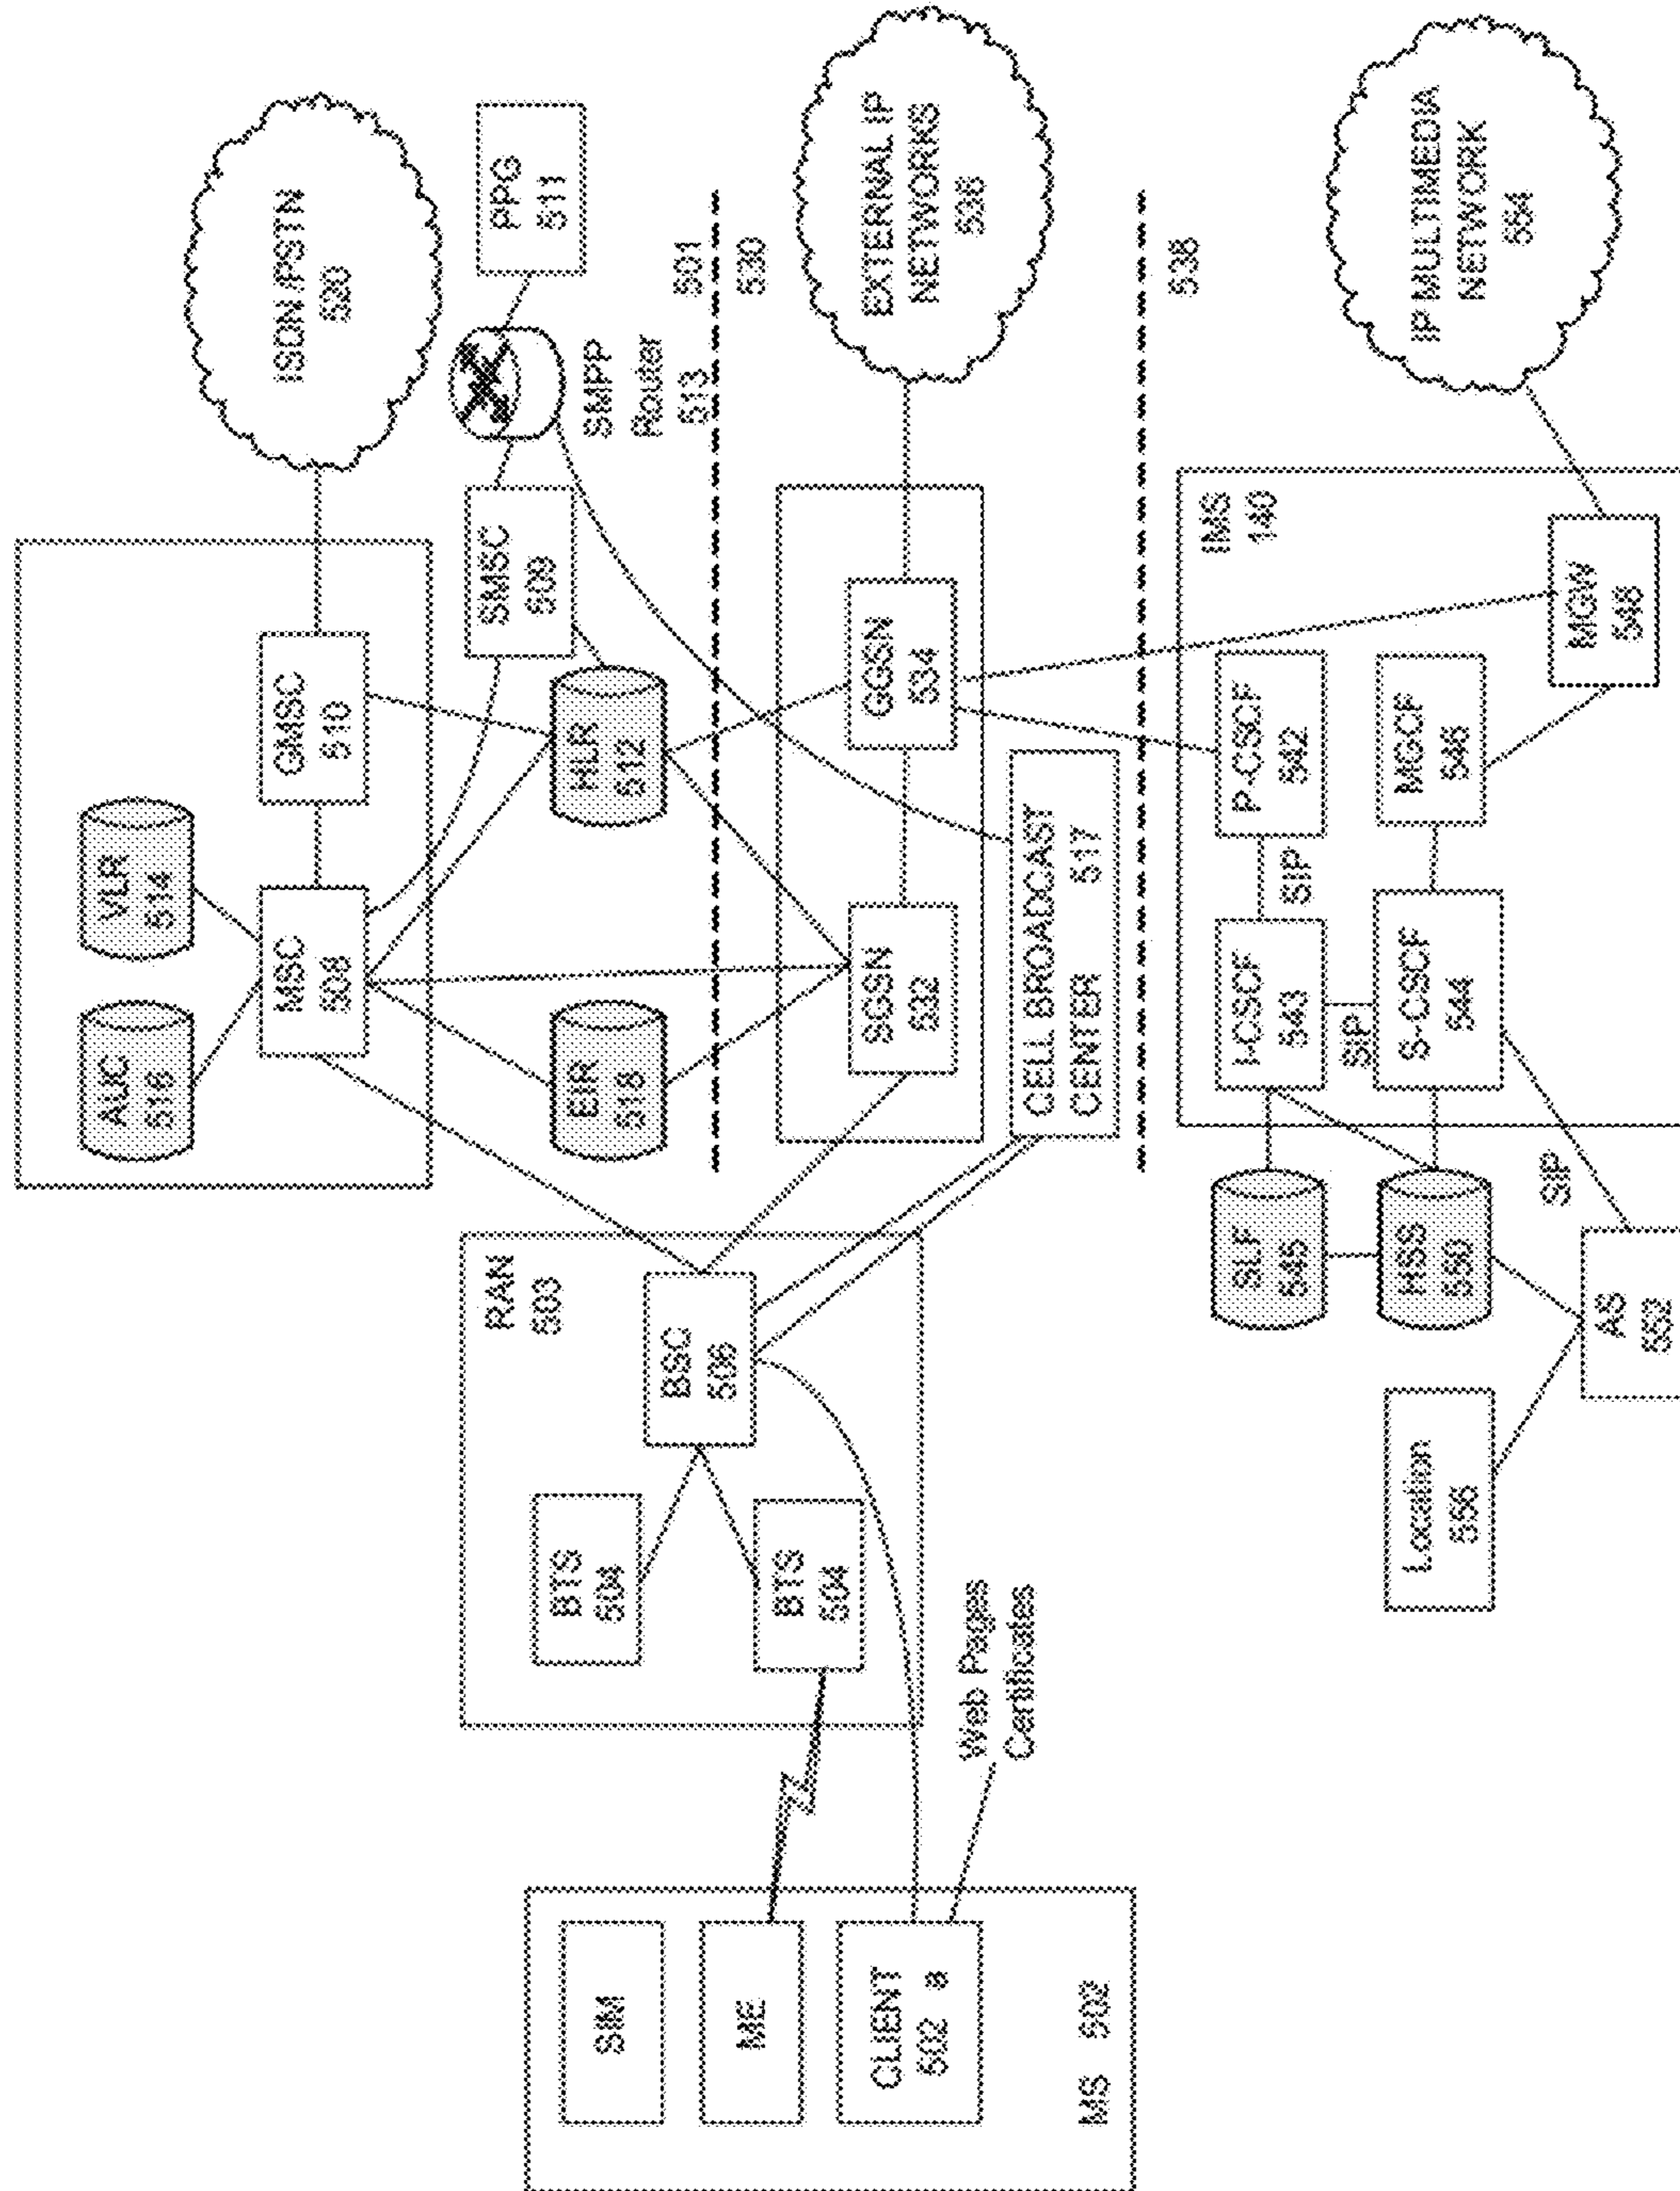 AUC
516
VLR
514
MSC
508
GMSC
510
ISDN/PSTN
520
SMSC
509
PPG
511
SMPP
Router
513
EIR
518
HLR
512
501
530
RAN
503
BTS
504
BTS
504
BSC
506
SIM
ME
CLIENT
502 a
MS 502
Web Pages
Certificates
SGSN
532
GGSN
534
EXTERNAL IP
NETWORKS
536
CELL BROADCAST
CENTER 517
538
IMS
140
SLF
545
I-CSCF
543
SIP
P-CSCF
542
SIP
HSS
550
S-CSCF
544
MGCF
546
MGW
548
IP MULTIMEDIA
NETWORK
554
Location
556
SIP
AS
552